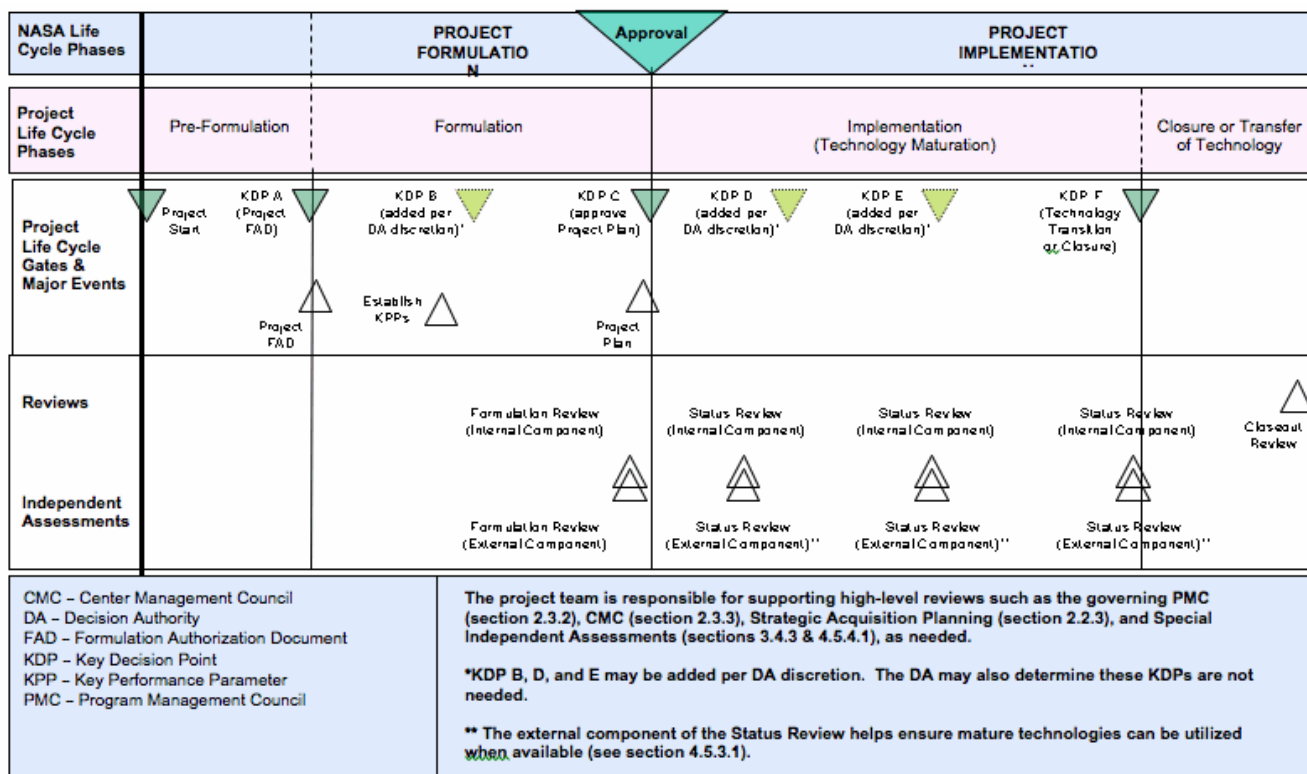 NASA Life
Cycle Phases
PROJECT
FORMULATIO
N
Approval
PROJECT
IMPLEMENTATIO
Project
Life Cycle
Phases
Pre-Formulation
Formulation
Implementation
(Technology Maturation)
Closure or Transfer
of Technology
Project
Life Cycle
Gates &
Major Events
Project
Start
KDP A
(Project
FAD)
KDP B
(added per
DA discretion)*
KDP C
(approve
Project Plan)
KDP D
(added per
DA discretion)*
KDP E
(added per
DA discretion)*
KDP F
(Technology
Transition
or Closure)
Project
FAD
Establish
KPPs
Project
Plan
Reviews
Formulation Review
(Internal Component)
Status Review
(Internal Component)
Status Review
(Internal Component)
Status Review
(Internal Component)
Closeout
Review
Independent
Assessments
Formulation Review
(External Component)
Status Review
(External Component)**
Status Review
(External Component)**
Status Review
(External Component)**
CMC – Center Management Council
DA – Decision Authority
FAD – Formulation Authorization Document
KDP – Key Decision Point
KPP – Key Performance Parameter
PMC – Program Management Council
The project team is responsible for supporting high-level reviews such as the governing PMC
(section 2.3.2), CMC (section 2.3.3), Strategic Acquisition Planning (section 2.2.3), and Special
Independent Assessments (sections 3.4.3 & 4.5.4.1), as needed.
*KDP B, D, and E may be added per DA discretion.  The DA may also determine these KDPs are not
needed.
** The external component of the Status Review helps ensure mature technologies can be utilized
when available (see section 4.5.3.1).